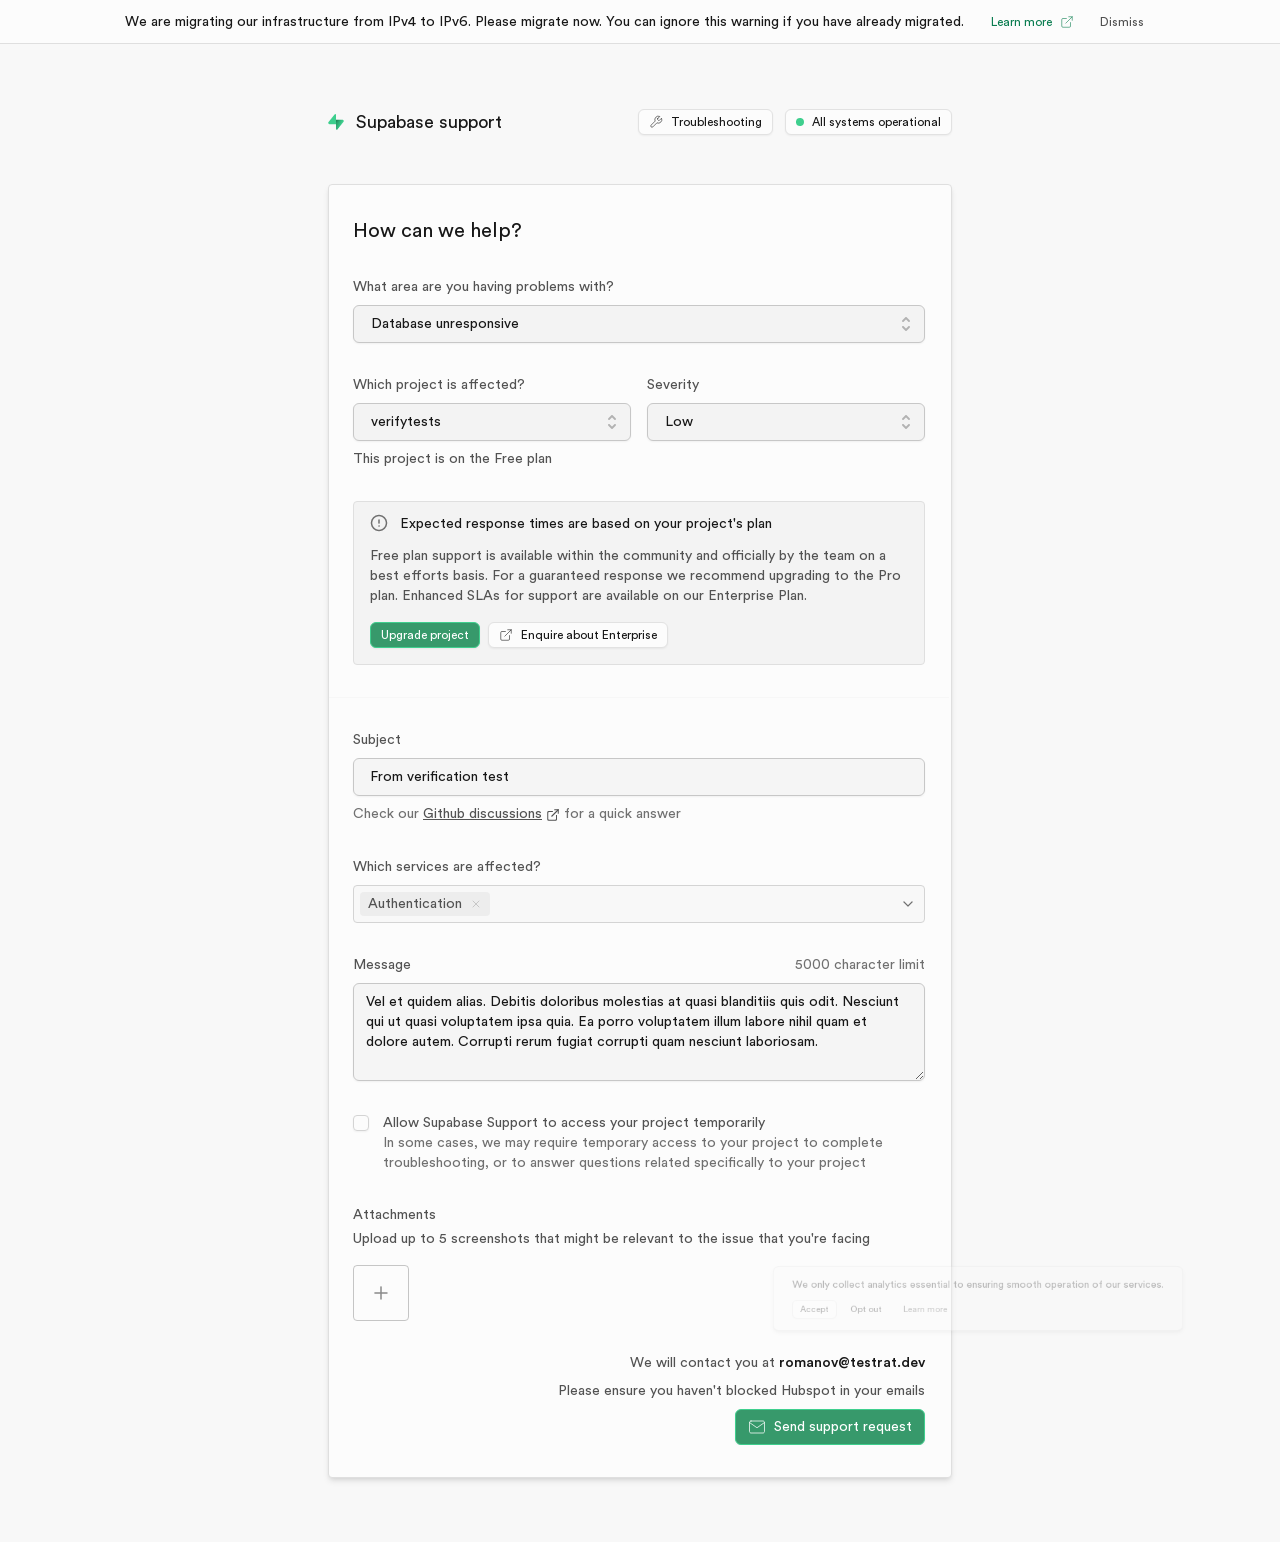 We are migrating our infrastructure from IPv4 to IPv6. Please migrate now. You can ignore this warning if you have already migrated. Learn more Dismiss
Supabase support Troubleshooting All systems operational
How can we help?
What area are you having problems with?
Database unresponsive
Which project is affected? Severity
verifytests Low
This project is on the Free plan
Expected response times are based on your project's plan
Free plan support is available within the community and officially by the team on a
best efforts basis. For a guaranteed response we recommend upgrading to the Pro
plan. Enhanced SLAs for support are available on our Enterprise Plan.
Upgrade project Enquire about Enterprise
Subject
From verification test
Check our Github discussions for a quick answer
Which services are affected?
Authentication
Message 5000 character limit
Vel et quidem alias. Debitis doloribus molestias at quasi blanditiis quis odit. Nesciunt
qui ut quasi voluptatem ipsa quia. Ea porro voluptatem illum labore nihil quam et
dolore autem. Corrupti rerum fugiat corrupti quam nesciunt laboriosam.
Allow Supabase Support to access your project temporarily
In some cases, we may require temporary access to your project to complete
troubleshooting, or to answer questions related specifically to your project
Attachments
Upload up to 5 screenshots that might be relevant to the issue that you're facing
We only collect analytics essential to ensuring smooth operation of our services.
Accept Opt out Learn more
We will contact you at romanov@testrat.dev
Please ensure you haven't blocked Hubspot in your emails
Send support request